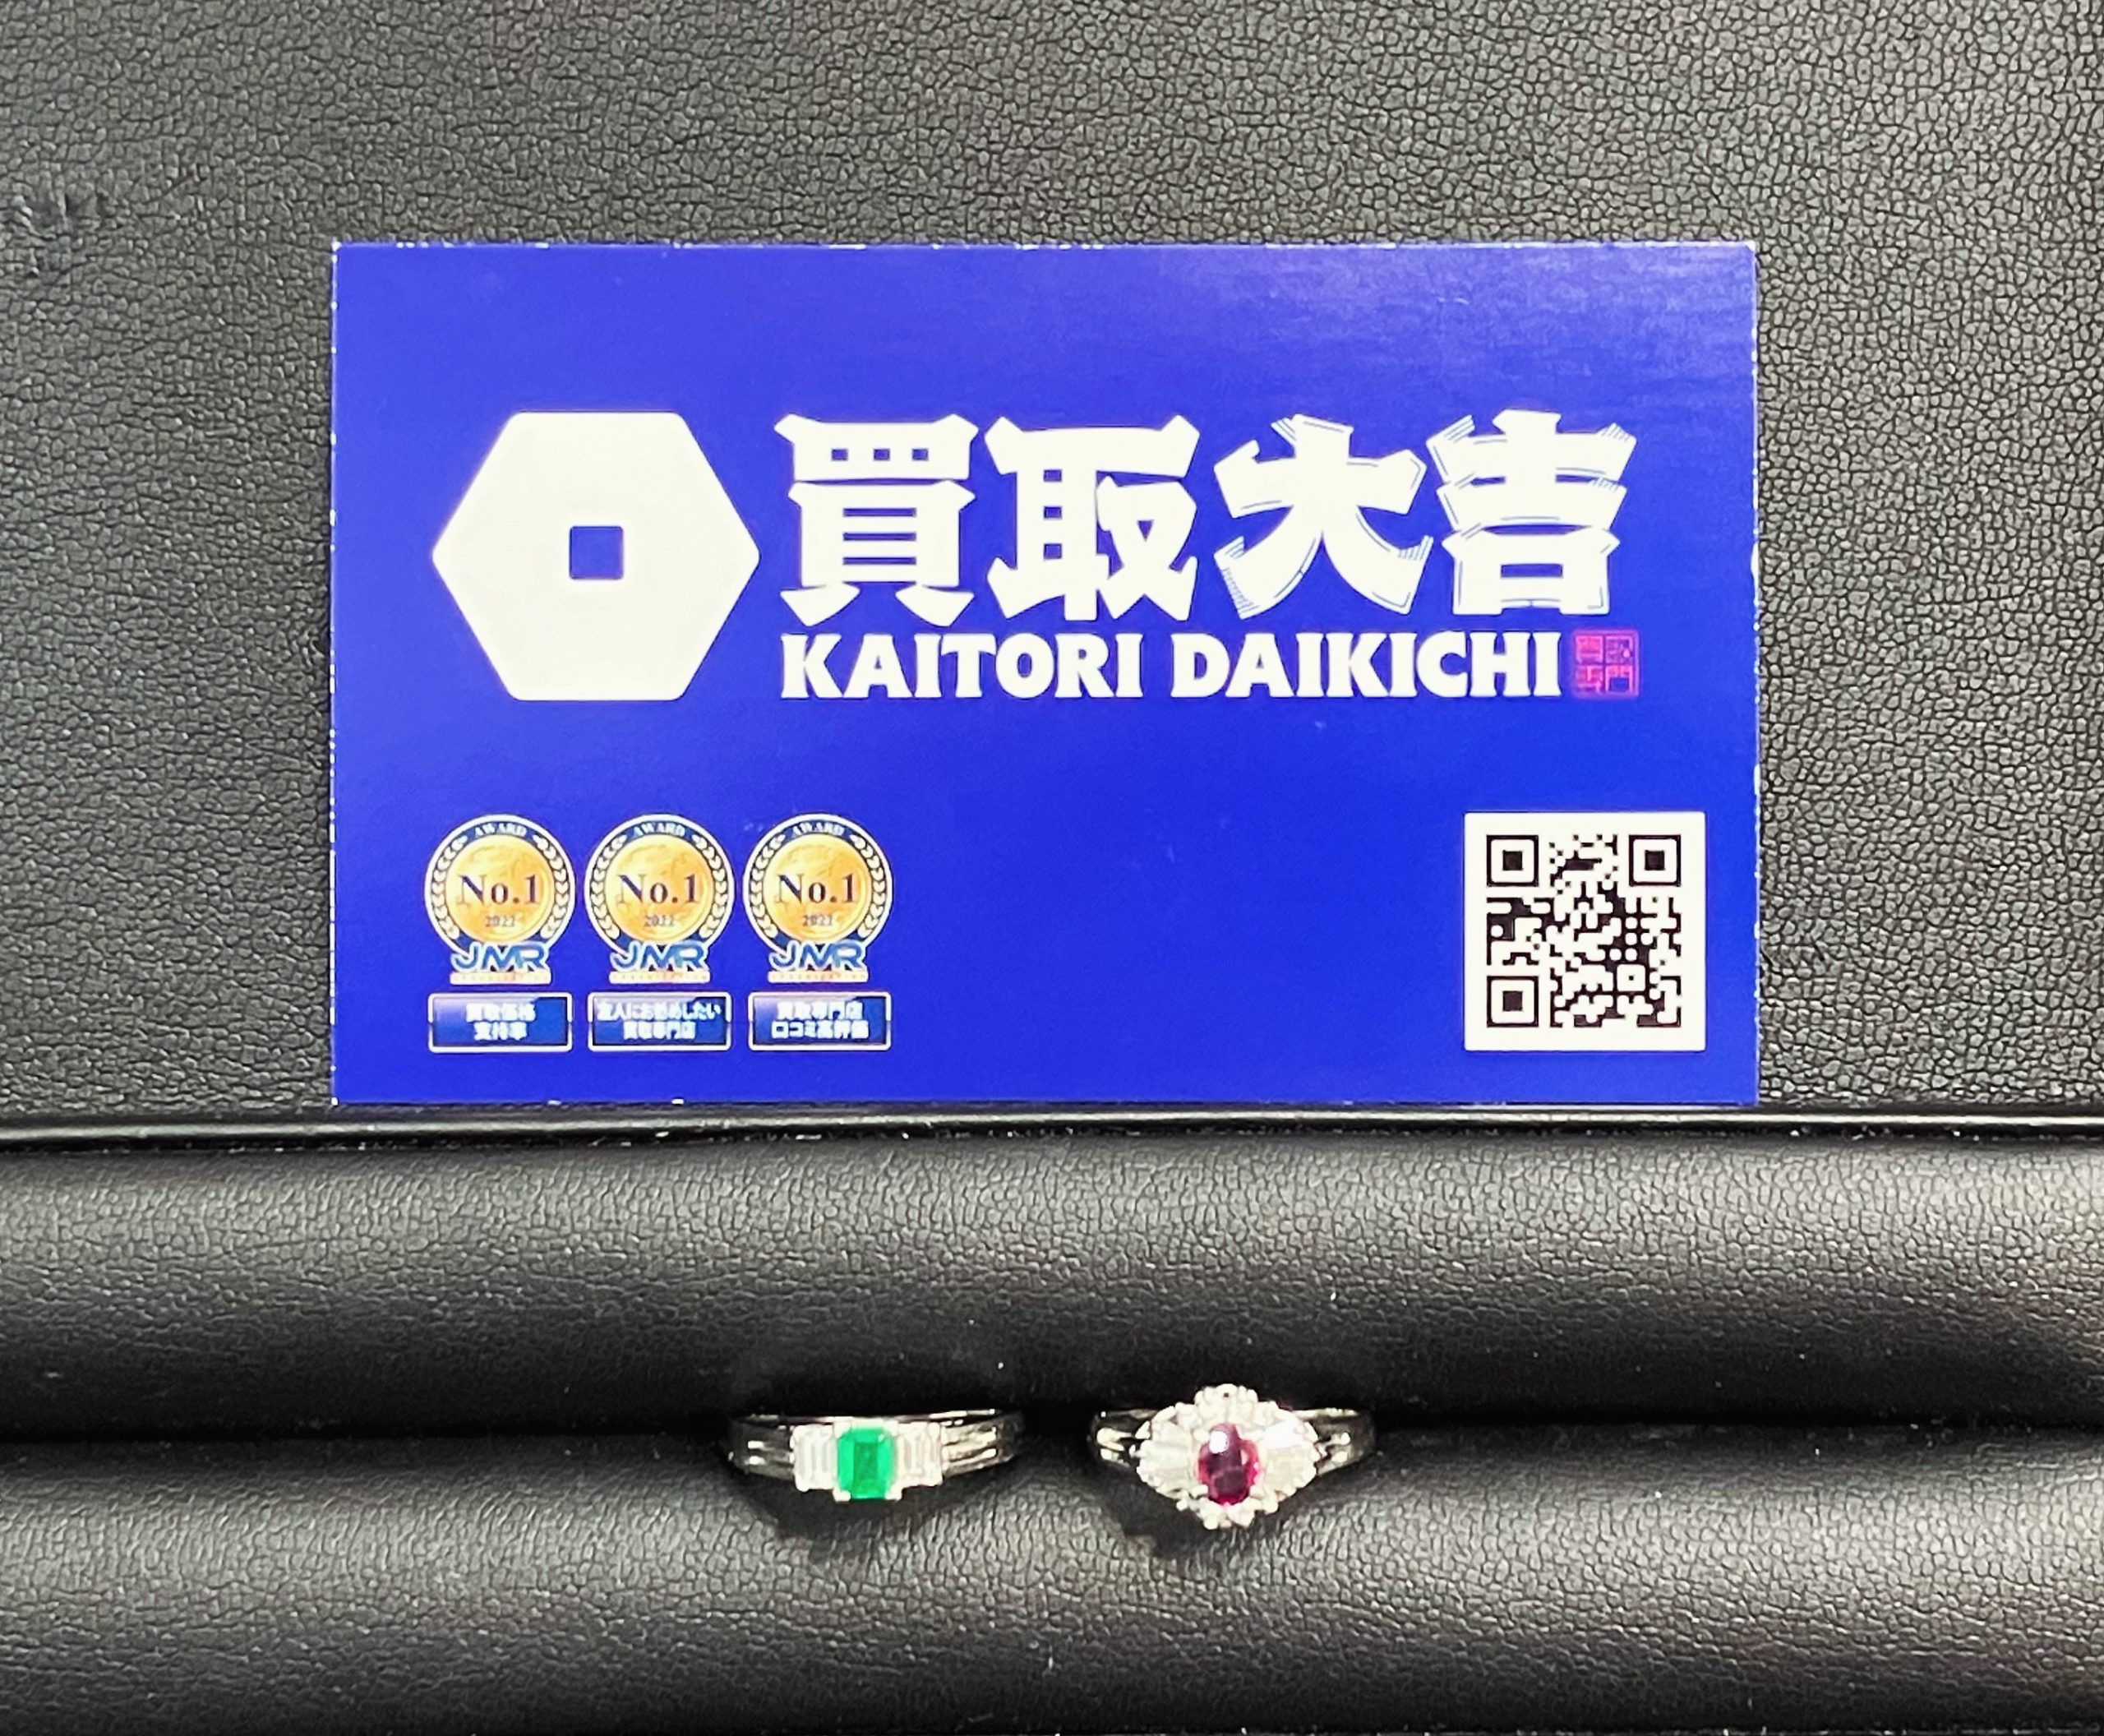 買取大吉
KAITORI DAIKICHI
AWARD
No.1
2022
JMR
買取価格
支持率
AWARD
No.1
2022
JMR
友人にお勧めしたい
買取専門店
AWARD
No.1
2022
JMR
買取専門店
口コミ高評価